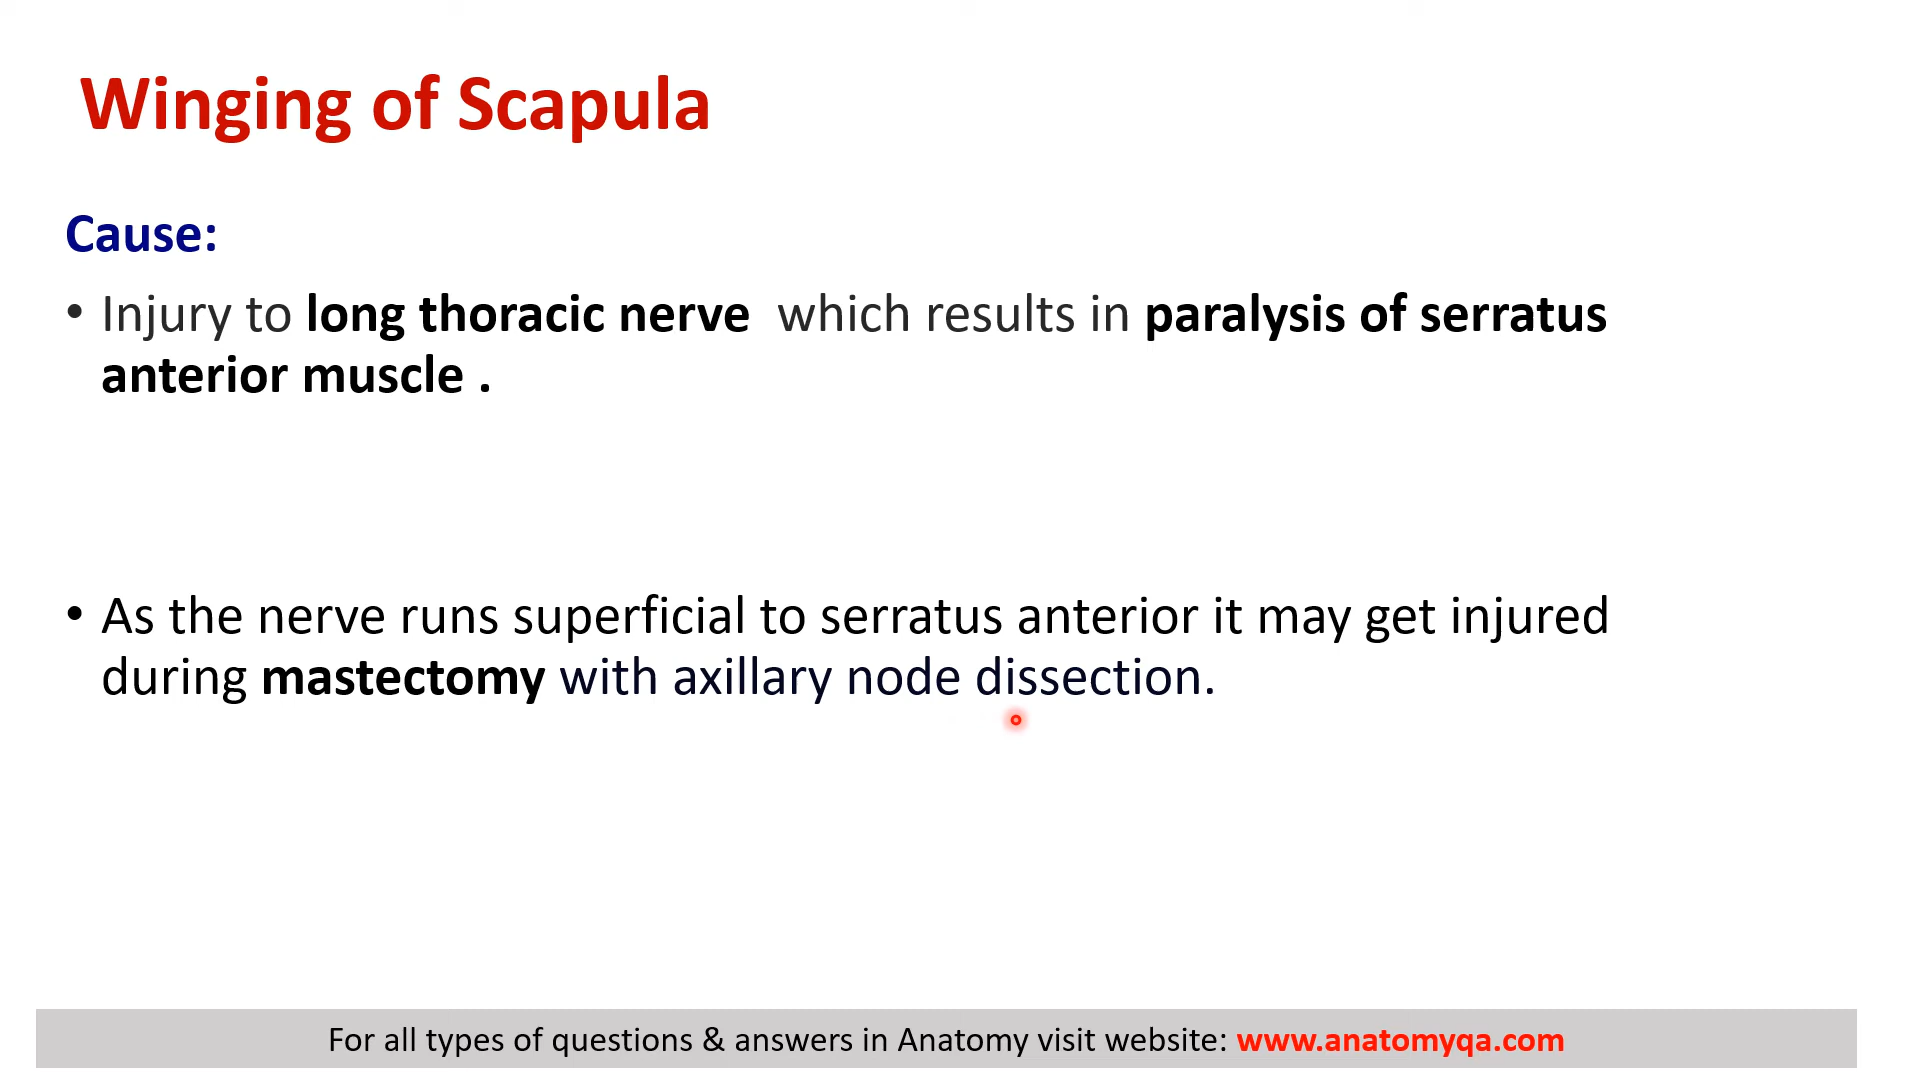 Winging of Scapula
Cause:
• Injury to long thoracic nerve  which results in paralysis of serratus
anterior muscle .
• As the nerve runs superficial to serratus anterior it may get injured
during mastectomy with axillary node dissection.
For all types of questions & answers in Anatomy visit website: www.anatomyqa.com